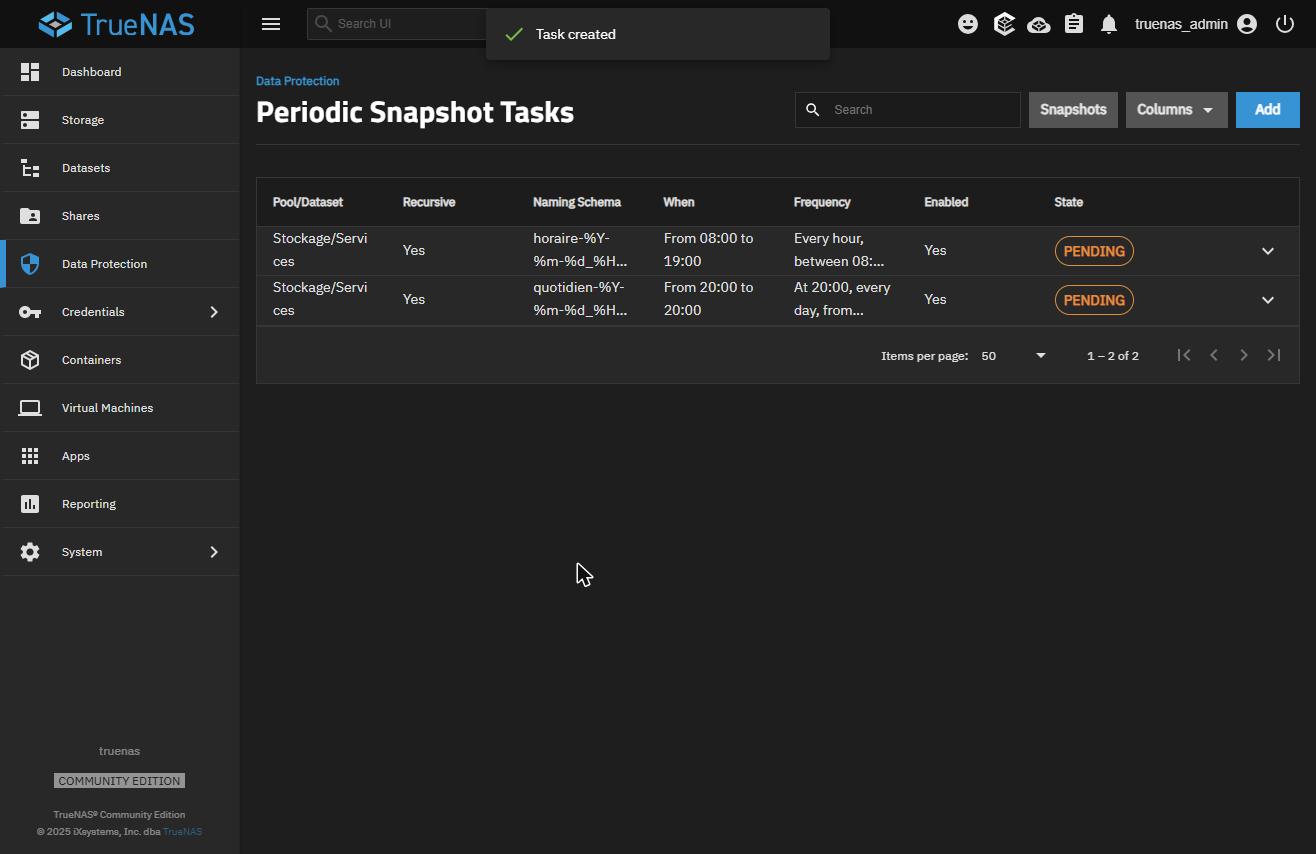 TrueNAS
Search UI
Task created
truenas_admin
Dashboard
Storage
Datasets
Shares
Data Protection
Credentials
Containers
Virtual Machines
Apps
Reporting
System
truenas
COMMUNITY EDITION
TrueNAS® Community Edition
© 2025 iXsystems, Inc. dba TrueNAS
Data Protection
Periodic Snapshot Tasks
Search
Snapshots
Columns
Add
Pool/Dataset Recursive Naming Schema When Frequency Enabled State
Stockage/Servi
ces
Yes
horaire-%Y-
%m-%d_%H...
From 08:00 to
19:00
Every hour,
between 08:...
Yes
PENDING
Stockage/Servi
ces
Yes
quotidien-%Y-
%m-%d_%H...
From 20:00 to
20:00
At 20:00, every
day, from...
Yes
PENDING
Items per page: 50 1 – 2 of 2